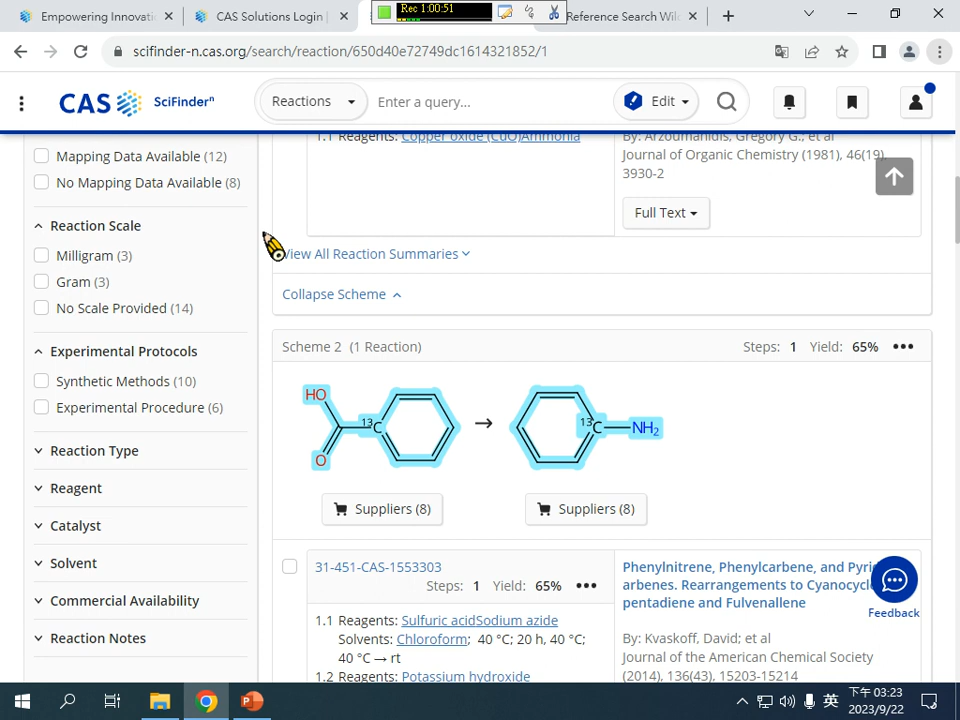 Empowering Innovati
CAS Solutions Login |
Rec 1:00:51
Reference Search Wild
scifinder-n.cas.org/search/reaction/650d40e72749dc1614321852/1
CAS SciFinderⁿ
Reactions
Enter a query...
Edit
Mapping Data Available (12)
No Mapping Data Available (8)
Reaction Scale
Milligram (3)
Gram (3)
No Scale Provided (14)
Experimental Protocols
Synthetic Methods (10)
Experimental Procedure (6)
Reaction Type
Reagent
Catalyst
Solvent
Commercial Availability
Reaction Notes
1.1 Reagents: Copper oxide (CuO)Ammonia
By: Arzoumanidis, Gregory G., et al
Journal of Organic Chemistry (1981), 46(19),
3930-2
Full Text
View All Reaction Summaries
Collapse Scheme
Scheme 2 (1 Reaction)
Steps: 1 Yield: 65%
HO
¹³C
O
¹³C
NH₂
Suppliers (8)
Suppliers (8)
31-451-CAS-1553303
Steps: 1 Yield: 65%
1.1 Reagents: Sulfuric acidSodium azide
Solvents: Chloroform; 40 °C; 20 h, 40 °C;
40 °C → rt
1.2 Reagents: Potassium hydroxide
Phenylnitrene, Phenylcarbene, and Pyri
arbenes. Rearrangements to Cyanocycl
pentadiene and Fulvenallene
By: Kvaskoff, David; et al
Journal of the American Chemical Society
(2014), 136(43), 15203-15214
Feedback
英
下午 03:23
2023/9/22